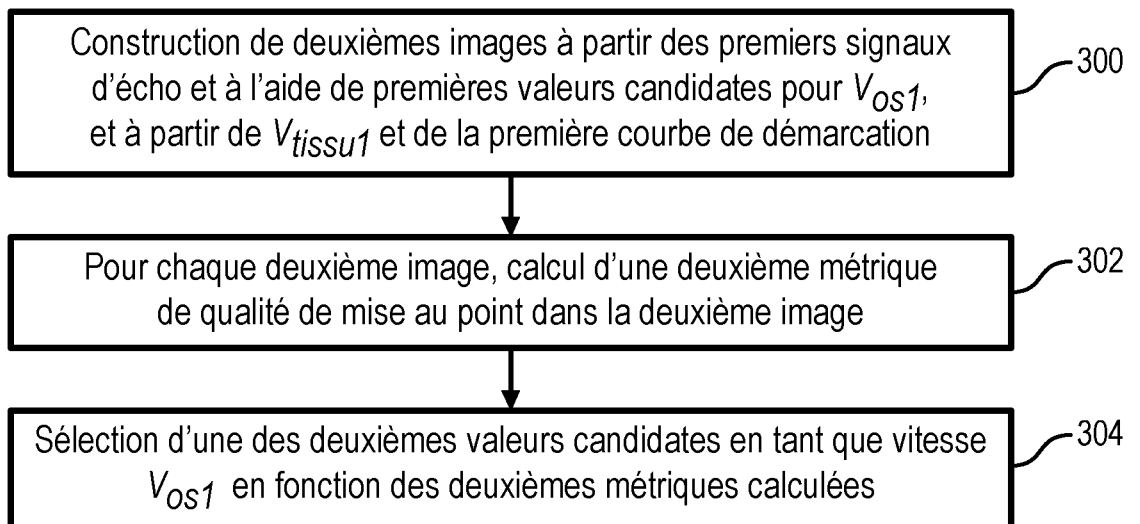 Construction de deuxièmes images à partir des premiers signaux
d'écho et à l'aide de premières valeurs candidates pour Vos1,
et à partir de Vtissu1 et de la première courbe de démarcation
300
Pour chaque deuxième image, calcul d'une deuxième métrique
de qualité de mise au point dans la deuxième image
302
Sélection d'une des deuxièmes valeurs candidates en tant que vitesse
Vos1 en fonction des deuxièmes métriques calculées
304